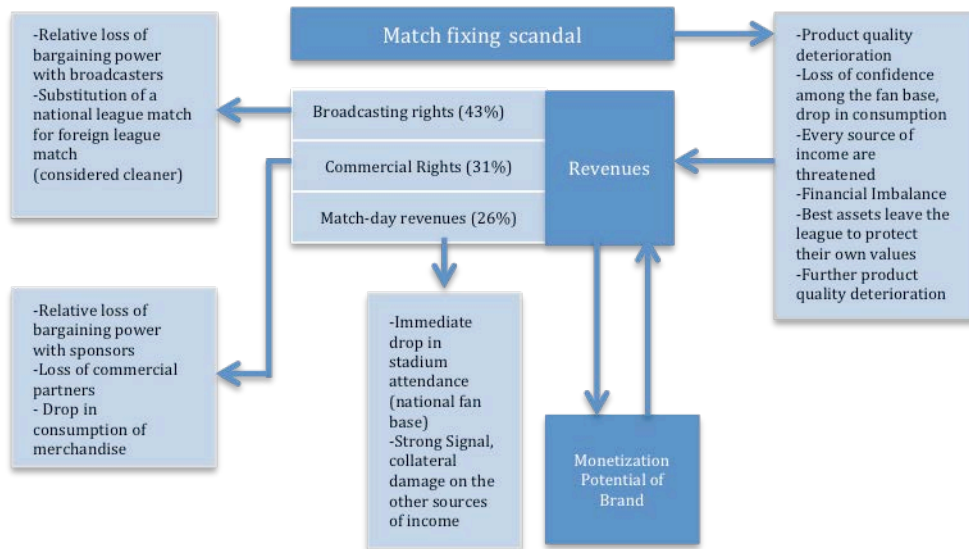 Match fixing scandal
-Relative loss of
bargaining power
with broadcasters
-Substitution of a
national league match
for foreign league
match
(considered cleaner)
Broadcasting rights (43%)
Commercial Rights (31%)
Match-day revenues (26%)
Revenues
-Product quality
deterioration
-Loss of confidence
among the fan base,
drop in consumption
-Every source of
income are
threatened
-Financial Imbalance
-Best assets leave the
league to protect
their own values
-Further product
quality deterioration
-Relative loss of
bargaining power
with sponsors
-Loss of commercial
partners
- Drop in
consumption of
merchandise
-Immediate
drop in
stadium
attendance
(national fan
base)
-Strong Signal,
collateral
damage on the
other sources
of income
Monetization
Potential of
Brand